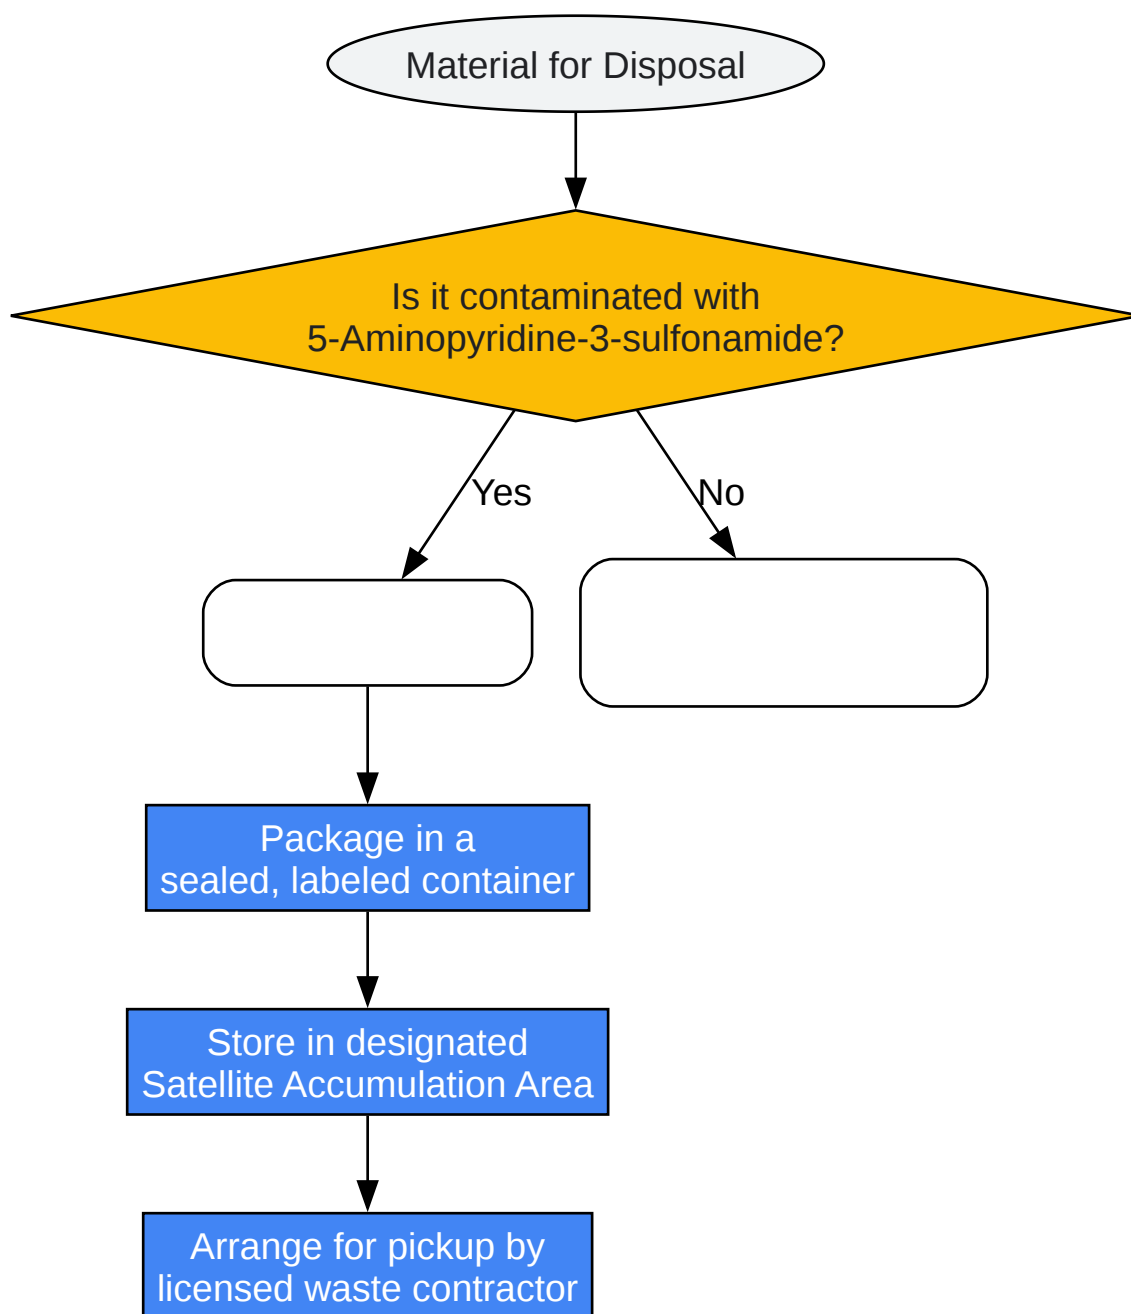 Material for Disposal
Is it contaminated with
5-Aminopyridine-3-sulfonamide?
Yes
No
Package in a
sealed, labeled container
Store in designated
Satellite Accumulation Area
Arrange for pickup by
licensed waste contractor